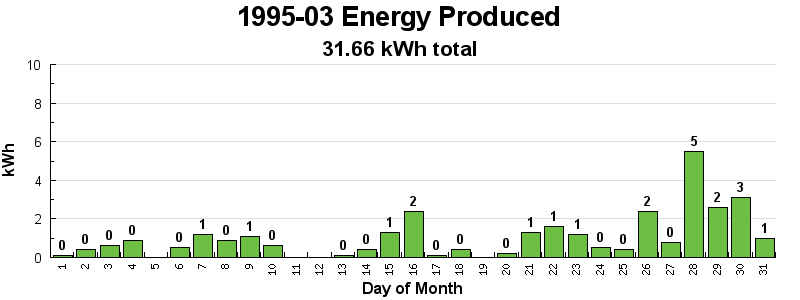 1995-03 Energy Produced
31.66 kWh total
kWh
10
8
6
4
2
0
0 0 0 0 0 1 0 1 0 0 0 1 2 0 0 0 1 1 1 0 0 2 0 5 2 3 1
1 2 3 4 5 6 7 8 9 10 11 12 13 14 15 16 17 18 19 20 21 22 23 24 25 26 27 28 29 30 31
Day of Month